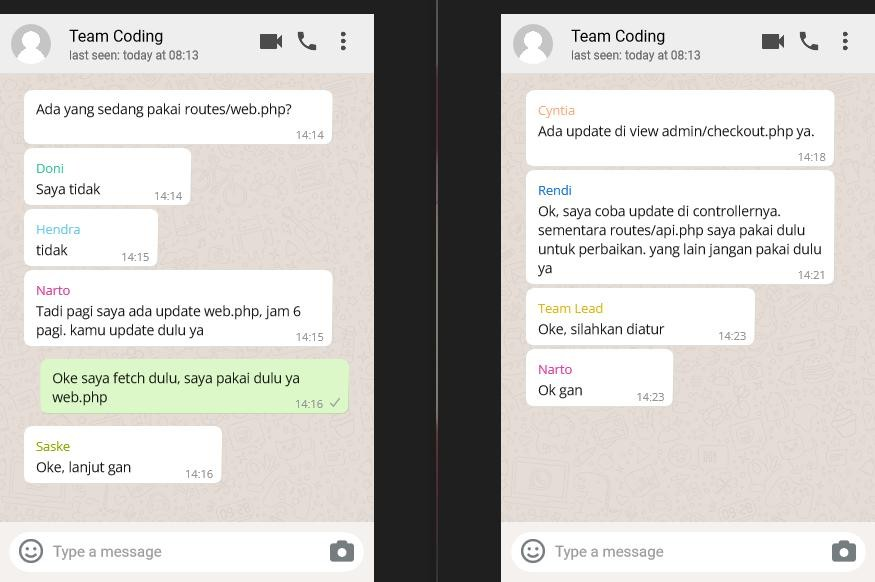 Team Coding
last seen: today at 08:13
Ada yang sedang pakai routes/web.php?
14:14
Doni
Saya tidak
14:14
Hendra
tidak
14:15
Narto
Tadi pagi saya ada update web.php, jam 6
pagi. kamu update dulu ya
14:15
Oke saya fetch dulu, saya pakai dulu ya
web.php
14:16
Saske
Oke, lanjut gan
14:16
Type a message
Team Coding
last seen: today at 08:13
Cyntia
Ada update di view admin/checkout.php ya.
14:18
Rendi
Ok, saya coba update di controllernya.
sementara routes/api.php saya pakai dulu
untuk perbaikan. yang lain jangan pakai dulu
ya
14:21
Team Lead
Oke, silahkan diatur
14:23
Narto
Ok gan
14:23
Type a message